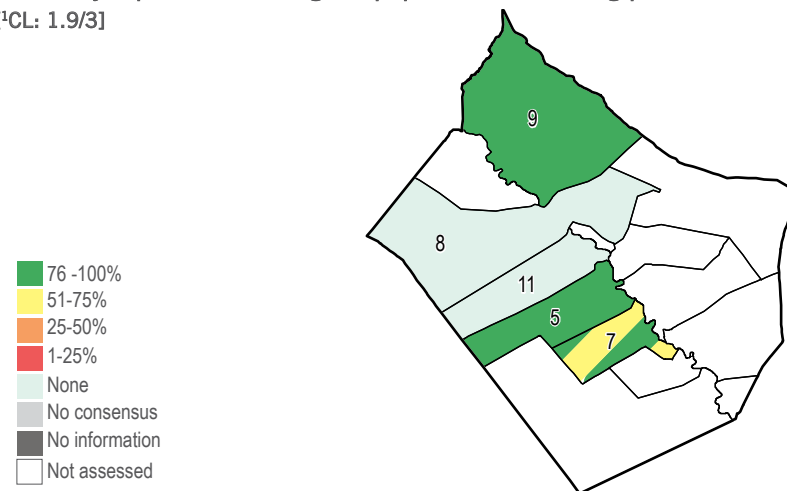 [¹CL: 1.9/3]
9
8
11
5
7
76 -100%
51-75%
25-50%
1-25%
None
No consensus
No information
Not assessed